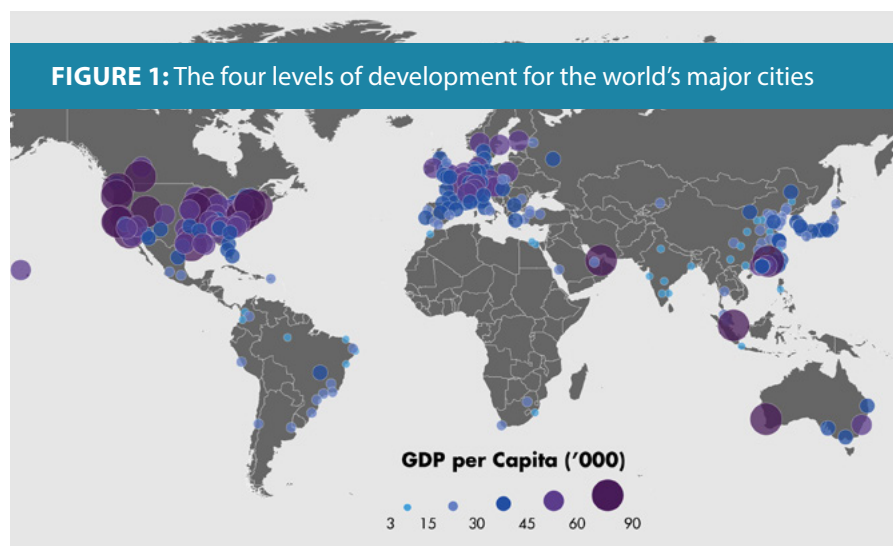 FIGURE 1: The four levels of development for the world’s major cities
GDP per Capita (’000)
3 15 30 45 60 90